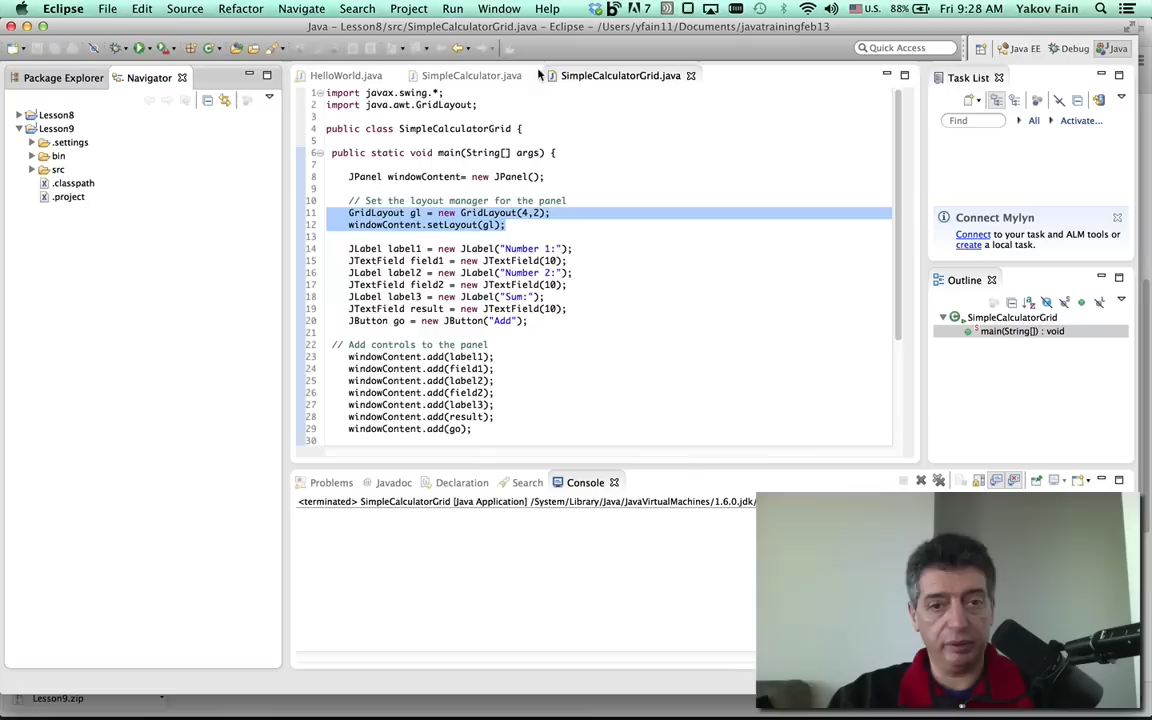 Eclipse File Edit Source Refactor Navigate Search Project Run Window Help 7 U.S. 88% Fri 9:28 AM Yakov Fain
Java - Lesson8/src/SimpleCalculatorGrid.java - Eclipse - /Users/yfain11/Documents/javatrainingfeb13
Quick Access Java EE Debug Java
Package Explorer Navigator
HelloWorld.java SimpleCalculator.java SimpleCalculatorGrid.java
Task List
Lesson8
Lesson9
.settings
bin
src
.classpath
.project
1 import javax.swing.*;
2 import java.awt.GridLayout;
3
4 public class SimpleCalculatorGrid {
5
6 public static void main(String[] args) {
7
8 JPanel windowContent= new JPanel();
9
10 // Set the layout manager for the panel
11 GridLayout gl = new GridLayout(4,2);
12 windowContent.setLayout(gl);
13
14 JLabel label1 = new JLabel("Number 1:");
15 JTextField field1 = new JTextField(10);
16 JLabel label2 = new JLabel("Number 2:");
17 JTextField field2 = new JTextField(10);
18 JLabel label3 = new JLabel("Sum:");
19 JTextField result = new JTextField(10);
20 JButton go = new JButton("Add");
21
22 // Add controls to the panel
23 windowContent.add(label1);
24 windowContent.add(field1);
25 windowContent.add(label2);
26 windowContent.add(field2);
27 windowContent.add(label3);
28 windowContent.add(result);
29 windowContent.add(go);
30
Find All Activate...
Connect Mylyn
Connect to your task and ALM tools or
create a local task.
Outline
SimpleCalculatorGrid
main(String[]) : void
Problems Javadoc Declaration Search Console
<terminated> SimpleCalculatorGrid [Java Application] /System/Library/Java/JavaVirtualMachines/1.6.0.jdk/
Lesson9.zip